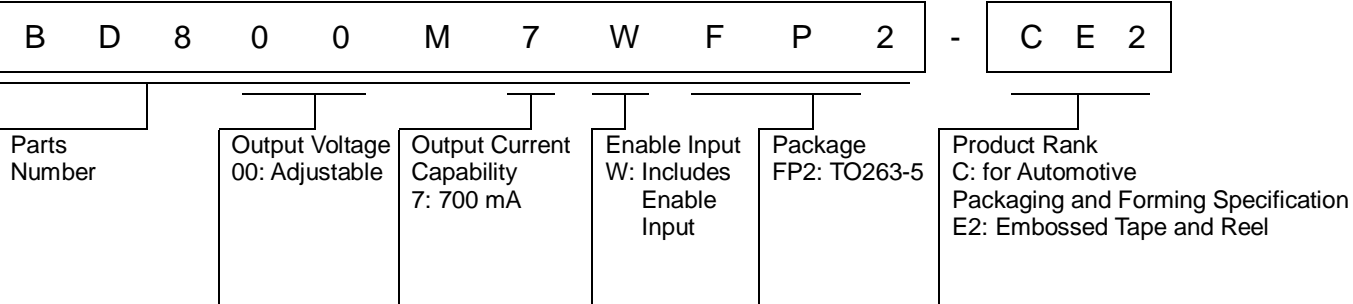 B D 8 0 0 M 7 W F P 2 - C E 2
Parts
Number
Output Voltage
00: Adjustable
Output Current
Capability
7: 700 mA
Enable Input
W: Includes
Enable
Input
Package
FP2: TO263-5
Product Rank
C: for Automotive
Packaging and Forming Specification
E2: Embossed Tape and Reel